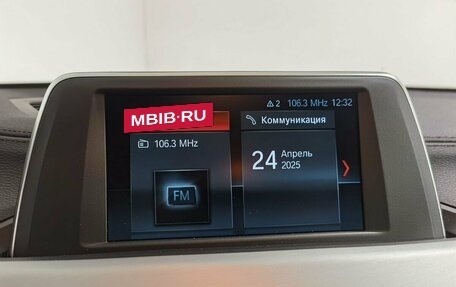 2 106.3 MHz 12:32
MBIB.RU
Коммуникация
106.3 MHz
24 Апрель
2025
FM